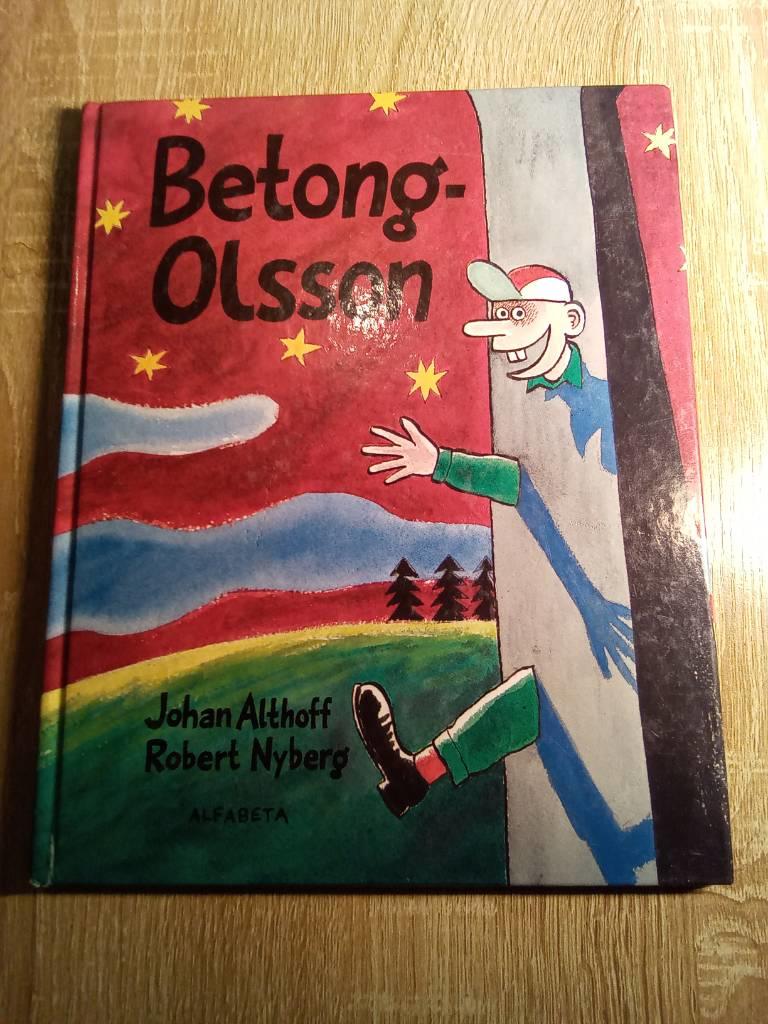 Betong-
Olsson
Johan Althoff
Robert Nyberg
ALFABETA